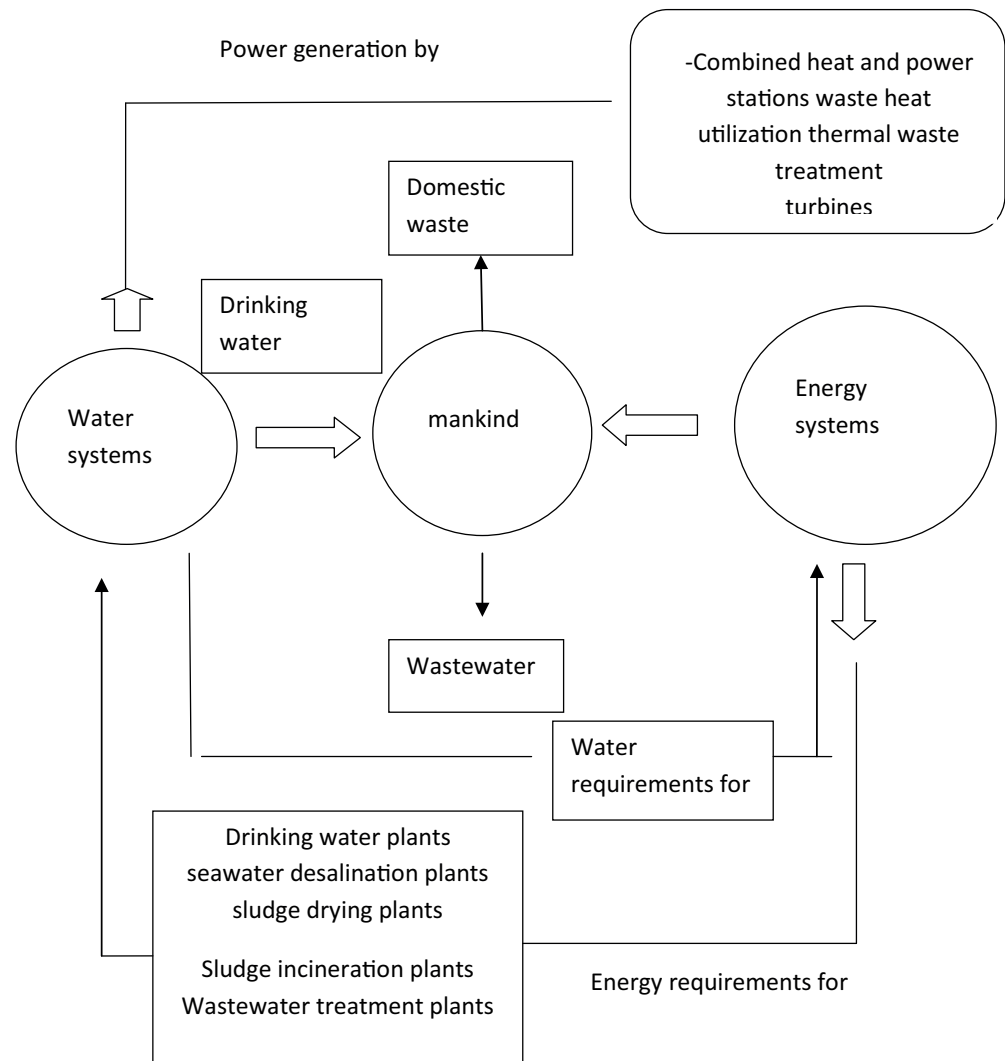 Power generation by
-Combined heat and power
stations waste heat
utilization thermal waste
treatment
turbines
Domestic
waste
Drinking
water
Water
systems
mankind
Energy
systems
Wastewater
Water
requirements for
Drinking water plants
seawater desalination plants
sludge drying plants
Sludge incineration plants
Wastewater treatment plants
Energy requirements for